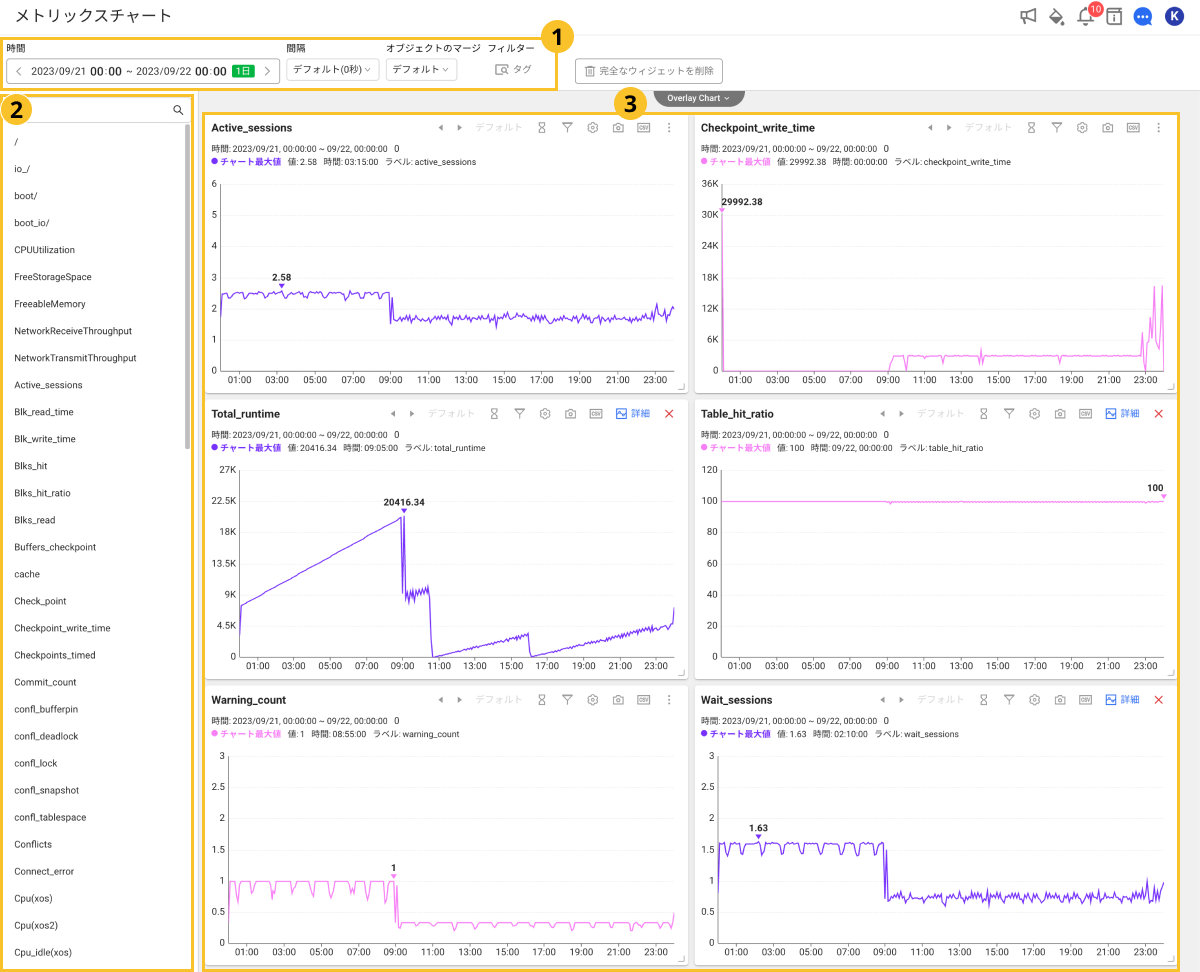 メトリックスチャート
10
K
1
時間
間隔
オブジェクトのマージ
フィルター
2023/09/21 00:00 ~ 2023/09/22 00:00 1日
デフォルト(0秒)
デフォルト
タグ
完全なウィジェットを削除
2
3
Overlay Chart
/
io_/
boot/
boot_io/
CPUUtilization
FreeStorageSpace
FreeableMemory
NetworkReceiveThroughput
NetworkTransmitThroughput
Active_sessions
Blk_read_time
Blk_write_time
Blks_hit
Blks_hit_ratio
Blks_read
Buffers_checkpoint
cache
Check_point
Checkpoint_write_time
Checkpoints_timed
Commit_count
confl_bufferpin
confl_deadlock
confl_lock
confl_snapshot
confl_tablespace
Conflicts
Connect_error
Cpu(xos)
Cpu(xos2)
Cpu_idle(xos)
Active_sessions
デフォルト
CSV
時間: 2023/09/21, 00:00:00 ~ 09/22, 00:00:00 0
チャート最大値 値: 2.58 時間: 03:15:00 ラベル: active_sessions
6
5
4
3
2
1
0
2.58
01:00 03:00 05:00 07:00 09:00 11:00 13:00 15:00 17:00 19:00 21:00 23:00
Checkpoint_write_time
デフォルト
CSV
時間: 2023/09/21, 00:00:00 ~ 09/22, 00:00:00 0
チャート最大値 値: 29992.38 時間: 00:00:00 ラベル: checkpoint_write_time
36K
30K
24K
18K
12K
6K
0
29992.38
01:00 03:00 05:00 07:00 09:00 11:00 13:00 15:00 17:00 19:00 21:00 23:00
Total_runtime
デフォルト
CSV
詳細
時間: 2023/09/21, 00:00:00 ~ 09/22, 00:00:00 0
チャート最大値 値: 20416.34 時間: 09:05:00 ラベル: total_runtime
27K
22.5K
18K
13.5K
9K
4.5K
0
20416.34
01:00 03:00 05:00 07:00 09:00 11:00 13:00 15:00 17:00 19:00 21:00 23:00
Table_hit_ratio
デフォルト
CSV
詳細
時間: 2023/09/21, 00:00:00 ~ 09/22, 00:00:00 0
チャート最大値 値: 100 時間: 09/22, 00:00:00 ラベル: table_hit_ratio
120
100
80
60
40
20
0
100
01:00 03:00 05:00 07:00 09:00 11:00 13:00 15:00 17:00 19:00 21:00 23:00
Warning_count
デフォルト
CSV
時間: 2023/09/21, 00:00:00 ~ 09/22, 00:00:00 0
チャート最大値 値: 1 時間: 08:55:00 ラベル: warning_count
3
2.5
2
1.5
1
0.5
0
1
01:00 03:00 05:00 07:00 09:00 11:00 13:00 15:00 17:00 19:00 21:00 23:00
Wait_sessions
デフォルト
CSV
詳細
時間: 2023/09/21, 00:00:00 ~ 09/22, 00:00:00 0
チャート最大値 値: 1.63 時間: 02:10:00 ラベル: wait_sessions
3
2.5
2
1.5
1
0.5
0
1.63
01:00 03:00 05:00 07:00 09:00 11:00 13:00 15:00 17:00 19:00 21:00 23:00